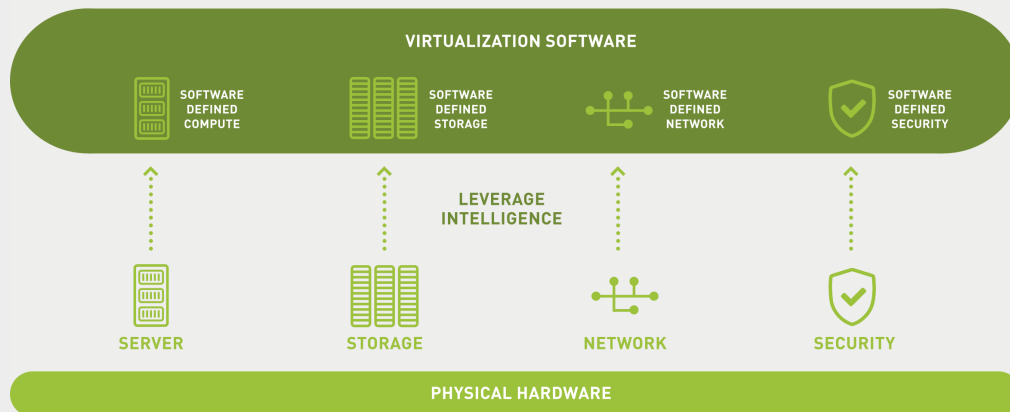 VIRTUALIZATION SOFTWARE
SOFTWARE
DEFINED
COMPUTE
SOFTWARE
DEFINED
STORAGE
SOFTWARE
DEFINED
NETWORK
SOFTWARE
DEFINED
SECURITY
LEVERAGE
INTELLIGENCE
SERVER
STORAGE
NETWORK
SECURITY
PHYSICAL HARDWARE